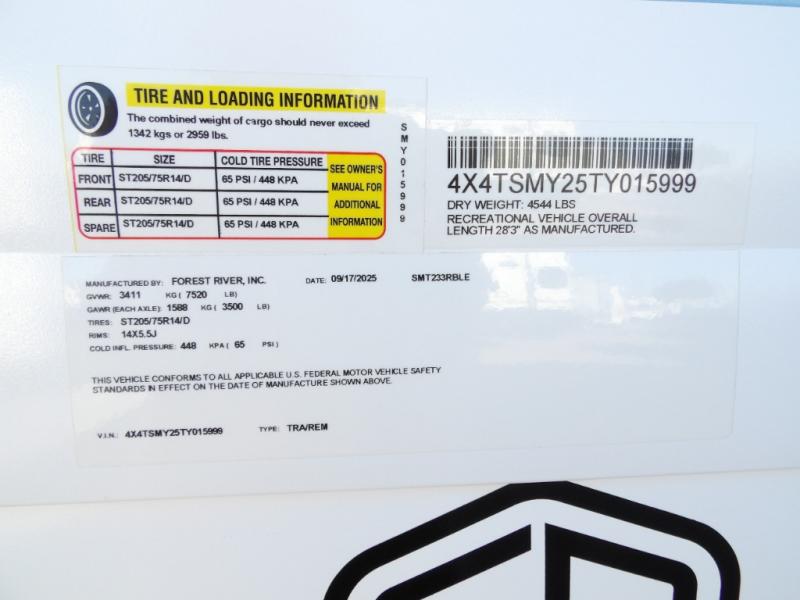 TIRE AND LOADING INFORMATION
The combined weight of cargo should never exceed
1342 kgs or 2959 lbs.
TIRE SIZE COLD TIRE PRESSURE
FRONT ST205/75R14/D 65 PSI / 448 KPA
REAR ST205/75R14/D 65 PSI / 448 KPA
SPARE ST205/75R14/D 65 PSI / 448 KPA
SEE OWNER'S
MANUAL FOR
ADDITIONAL
INFORMATION
SMY015999
4X4TSMY25TY015999
DRY WEIGHT: 4544 LBS
RECREATIONAL VEHICLE OVERALL
LENGTH 28'3" AS MANUFACTURED.
MANUFACTURED BY: FOREST RIVER, INC. DATE: 09/17/2025 SMT233RBLE
GVWR: 3411 KG ( 7520 LB)
GAWR (EACH AXLE): 1588 KG ( 3500 LB)
TIRES: ST205/75R14/D
RIMS: 14X5.5J
COLD INFL. PRESSURE: 448 KPA ( 65 PSI )
THIS VEHICLE CONFORMS TO ALL APPLICABLE U.S. FEDERAL MOTOR VEHICLE SAFETY
STANDARDS IN EFFECT ON THE DATE OF MANUFACTURE SHOWN ABOVE.
V.I.N.: 4X4TSMY25TY015999 TYPE: TRA/REM